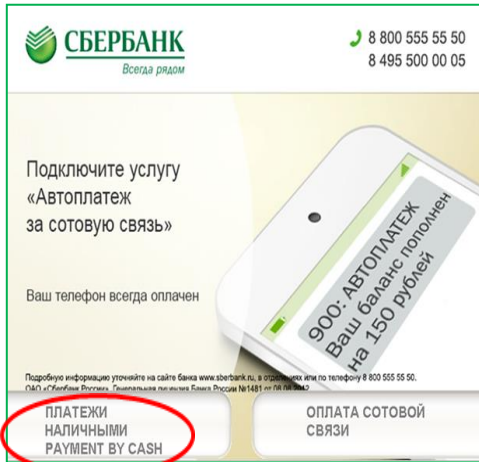 СБЕРБАНК
Всегда рядом
8 800 555 55 50
8 495 500 00 05
Подключите услугу
«Автоплатеж
за сотовую связь»
900: АВТОПЛАТЕЖ
Ваш баланс пополнен
на 150 рублей
Ваш телефон всегда оплачен
Подробную информацию уточняйте на сайте банка www.sberbank.ru, в отделениях или по телефону 8 800 555 55 50.
ОАО «Сбербанк России». Генеральная лицензия Банка России №1481 от 08.08.2012
ПЛАТЕЖИ
НАЛИЧНЫМИ
PAYMENT BY CASH
ОПЛАТА СОТОВОЙ
СВЯЗИ